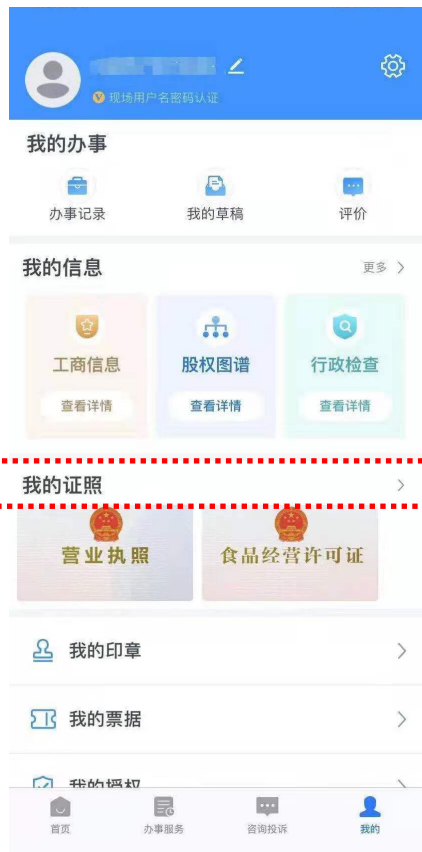 现场用户名密码认证
我的办事
办事记录 我的草稿 评价
我的信息 更多
工商信息 股权图谱 行政检查
查看详情 查看详情 查看详情
我的证照
营业执照 食品经营许可证
我的印章
我的票据
我的授权
首页 办事服务 咨询投诉 我的